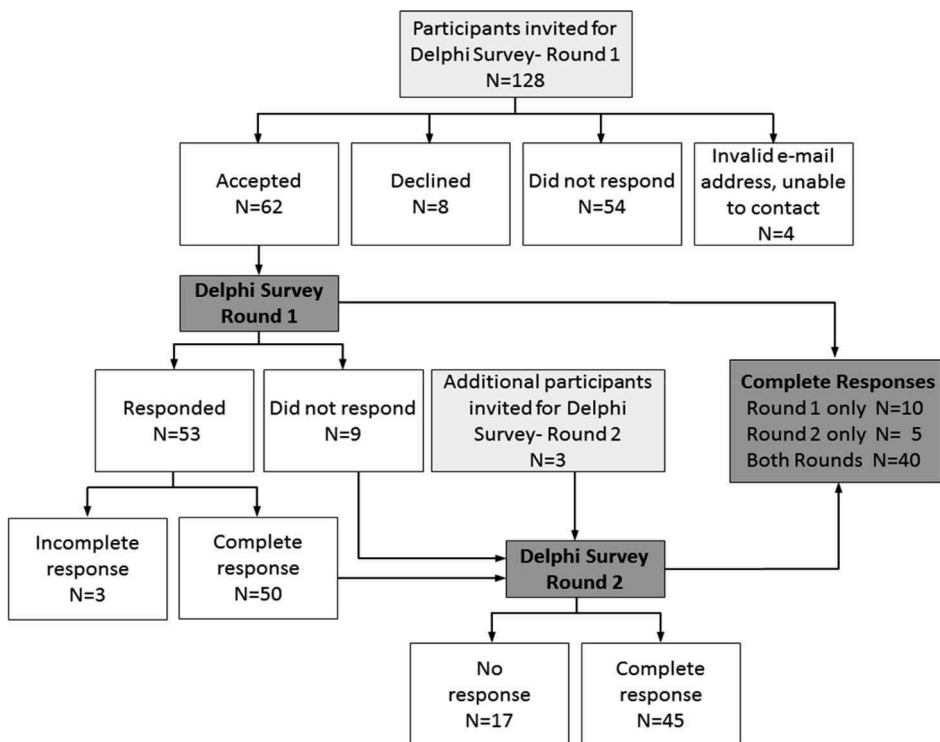 Participants invited for
Delphi Survey- Round 1
N=128
Accepted
N=62
Declined
N=8
Did not respond
N=54
Invalid e-mail
address, unable
to contact
N=4
Delphi Survey
Round 1
Responded
N=53
Did not respond
N=9
Additional participants
invited for Delphi
Survey- Round 2
N=3
Complete Responses
Round 1 only N=10
Round 2 only N= 5
Both Rounds N=40
Incomplete
response
N=3
Complete
response
N=50
Delphi Survey
Round 2
No
response
N=17
Complete
response
N=45